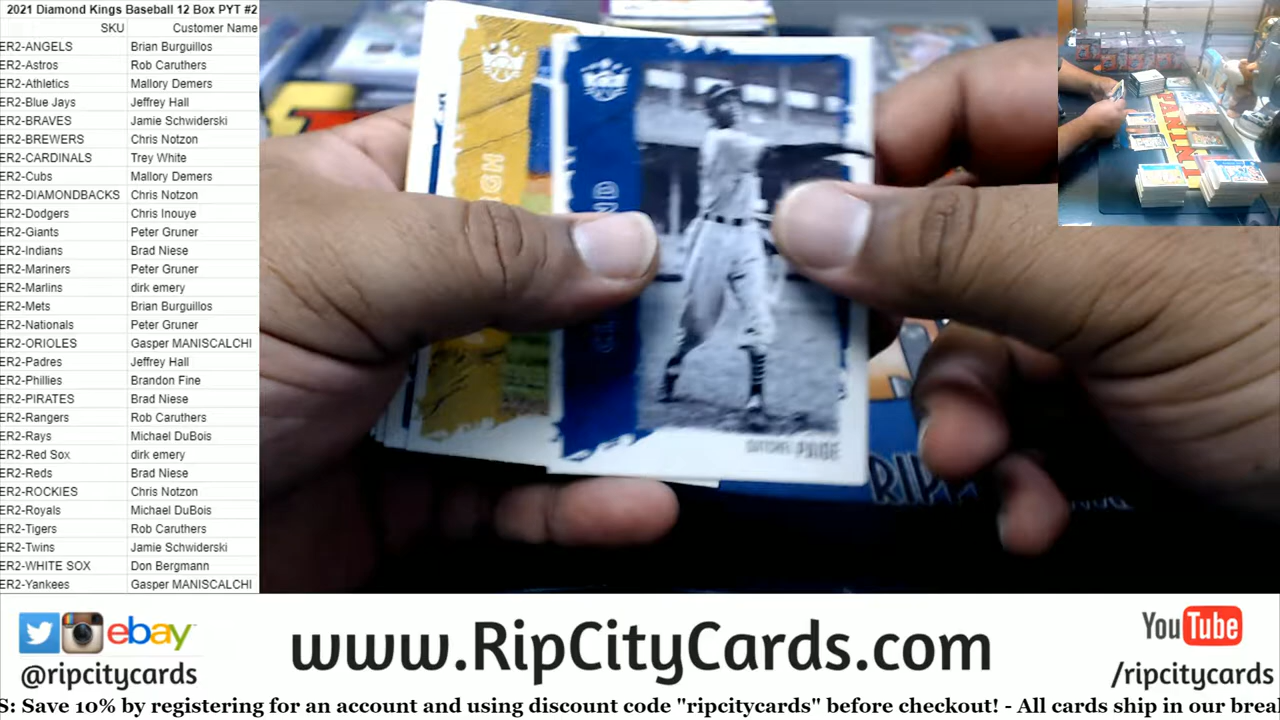 2021 Diamond Kings Baseball 12 Box PYT #2
SKU Customer Name
ER2-ANGELS Brian Burguillos
ER2-Astros Rob Caruthers
ER2-Athletics Mallory Demers
ER2-Blue Jays Jeffrey Hall
ER2-BRAVES Jamie Schwiderski
ER2-BREWERS Chris Notzon
ER2-CARDINALS Trey White
ER2-Cubs Mallory Demers
ER2-DIAMONDBACKS Chris Notzon
ER2-Dodgers Chris Inouye
ER2-Giants Peter Gruner
ER2-Indians Brad Niese
ER2-Mariners Peter Gruner
ER2-Marlins dirk emery
ER2-Mets Brian Burguillos
ER2-Nationals Peter Gruner
ER2-ORIOLES Gasper MANISCALCHI
ER2-Padres Jeffrey Hall
ER2-Phillies Brandon Fine
ER2-PIRATES Brad Niese
ER2-Rangers Rob Caruthers
ER2-Rays Michael DuBois
ER2-Red Sox dirk emery
ER2-Reds Brad Niese
ER2-ROCKIES Chris Notzon
ER2-Royals Michael DuBois
ER2-Tigers Rob Caruthers
ER2-Twins Jamie Schwiderski
ER2-WHITE SOX Don Bergmann
ER2-Yankees Gasper MANISCALCHI
PAIGE
RIP
ebay
@ripcitycards
www.RipCityCards.com
YouTube
/ripcitycards
S: Save 10% by registering for an account and using discount code "ripcitycards" before checkout! - All cards ship in our brea